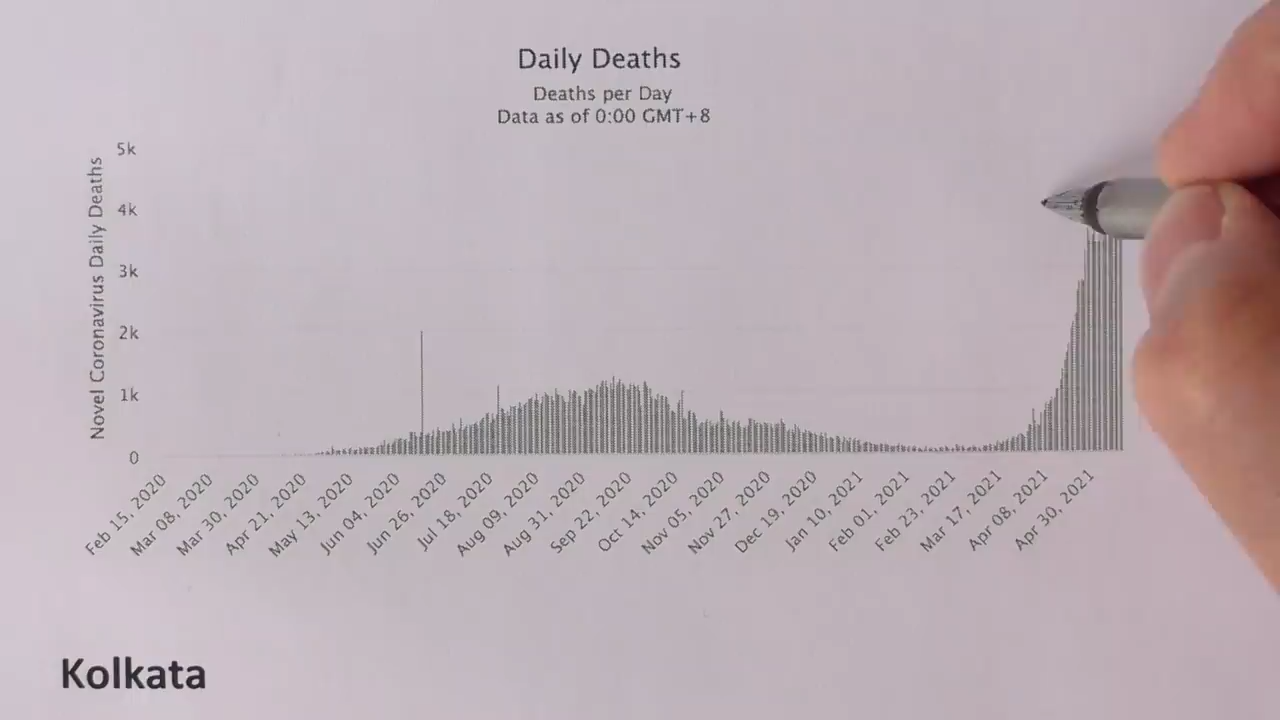 Daily Deaths
Deaths per Day
Data as of 0:00 GMT+8
Novel Coronavirus Daily Deaths
5k
4k
3k
2k
1k
0
Feb 15, 2020
Mar 08, 2020
Mar 30, 2020
Apr 21, 2020
May 13, 2020
Jun 04, 2020
Jun 26, 2020
Jul 18, 2020
Aug 09, 2020
Aug 31, 2020
Sep 22, 2020
Oct 14, 2020
Nov 05, 2020
Nov 27, 2020
Dec 19, 2020
Jan 10, 2021
Feb 01, 2021
Feb 23, 2021
Mar 17, 2021
Apr 08, 2021
Apr 30, 2021
Kolkata